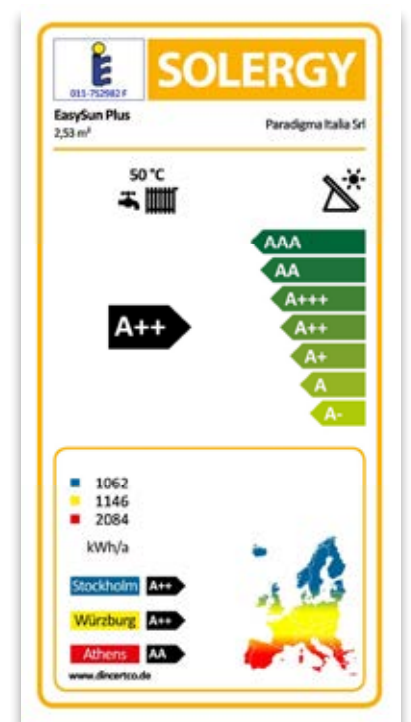 SOLERGY
011-7S2982 F
EasySun Plus
Paradigma Italia Srl
2,53 m²
50 °C
AAA
AA
A+++
A++
A+
A
A-
A++
1062
1146
2084
kWh/a
Stockholm A++
Würzburg A++
Athens AA
www.dincertco.de